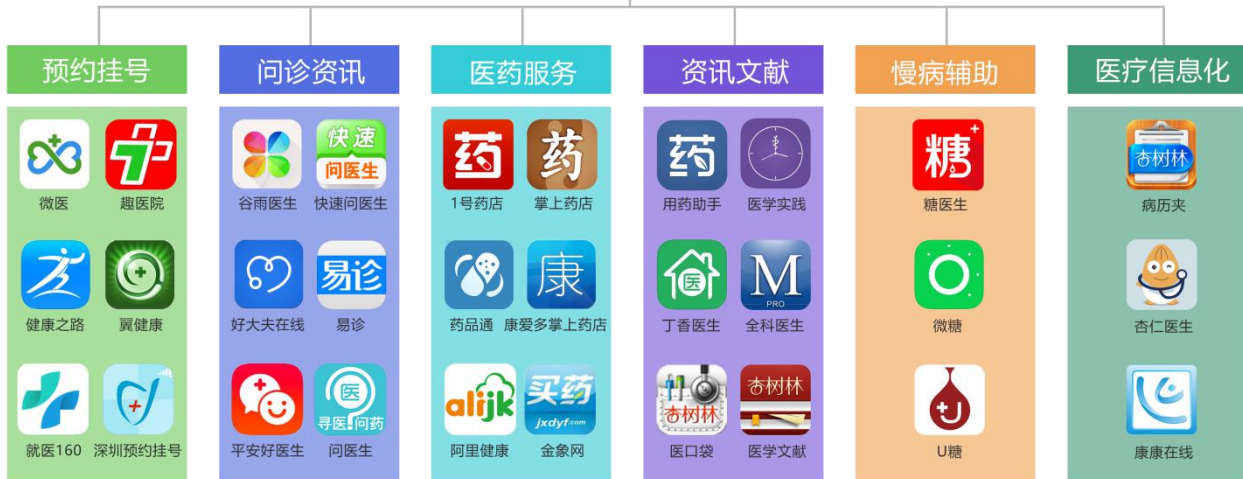 预约挂号
问诊资讯
医药服务
资讯文献
慢病辅助
医疗信息化
微医
趣医院
健康之路
翼健康
就医160
深圳预约挂号
谷雨医生
快速
问医生
快速问医生
好大夫在线
易诊
易诊
平安好医生
医
寻医问药
问医生
药
1号药店
药
掌上药店
药品通
康
康爱多掌上药店
alijk
阿里健康
买药
jxdyf.com
金象网
药
用药助手
医学实践
医
丁香医生
M
PRO
全科医生
杏树林
医口袋
杏树林
医学文献
糖+
糖医生
微糖
U
U糖
杏树林
病历夹
杏仁医生
康康在线